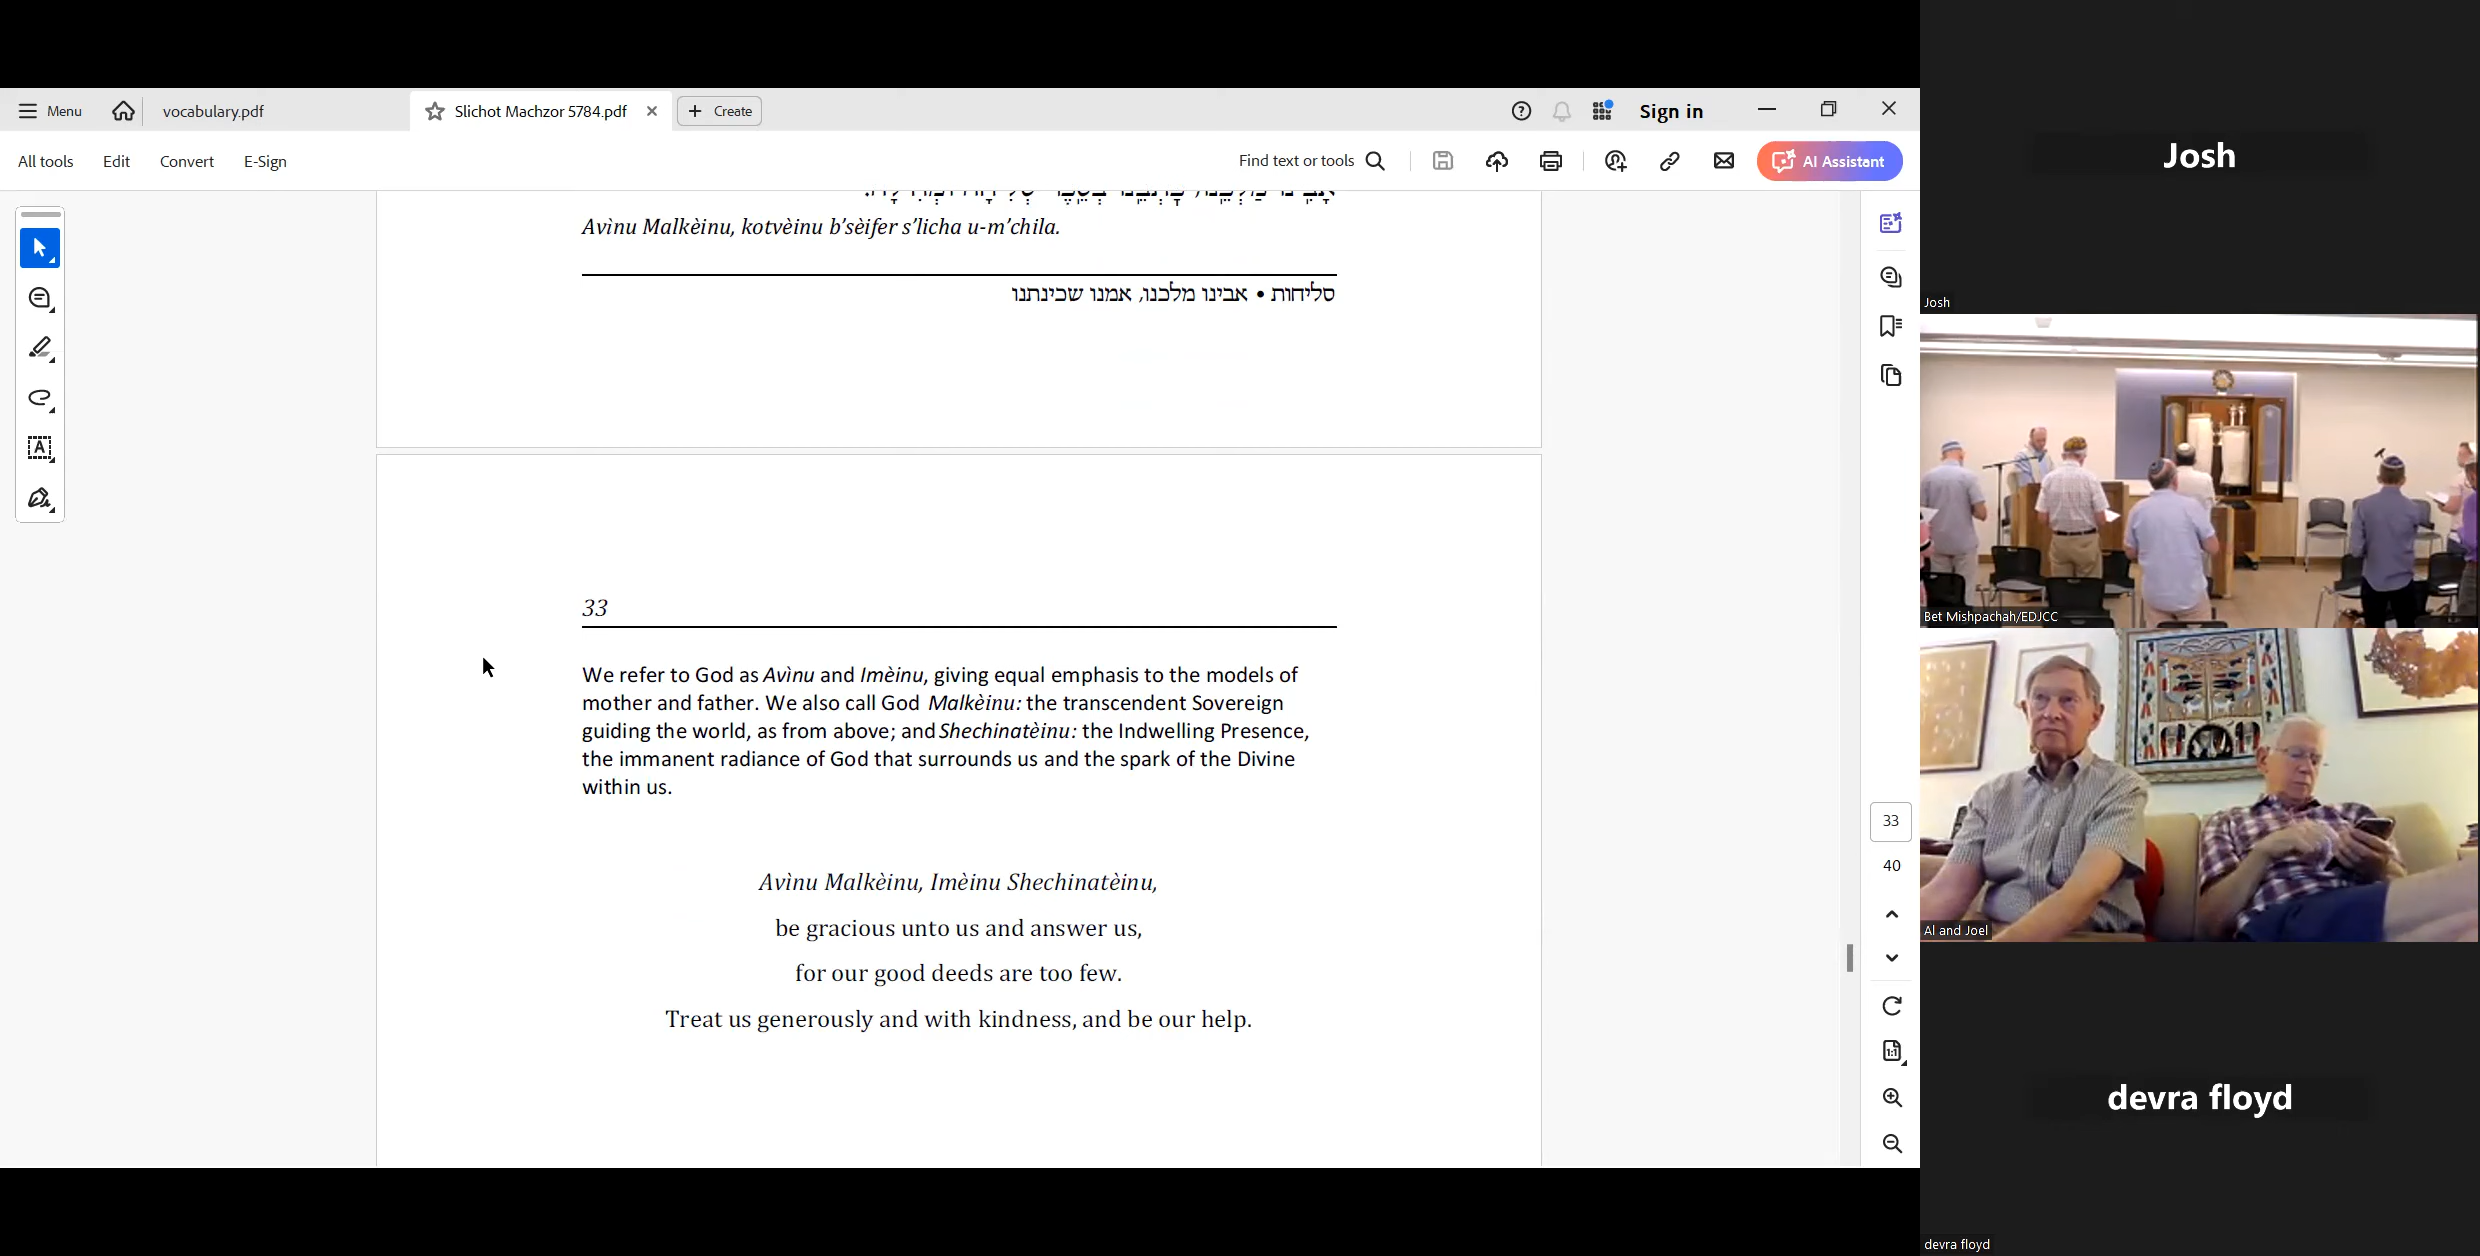 Menu
vocabulary.pdf
Slichot Machzor 5784.pdf
Create
Sign in
All tools
Edit
Convert
E-Sign
Find text or tools
AI Assistant
Avìnu Malkèinu, kotvèinu b’sèifer s’licha u-m’chila.
סליחות • אבינו מלכנו, אמנו שכינתנו
33
We refer to God as Avìnu and Imèinu, giving equal emphasis to the models of
mother and father. We also call God Malkèinu: the transcendent Sovereign
guiding the world, as from above; and Shechinatèinu: the Indwelling Presence,
the immanent radiance of God that surrounds us and the spark of the Divine
within us.
Avìnu Malkèinu, Imèinu Shechinatèinu,
be gracious unto us and answer us,
for our good deeds are too few.
Treat us generously and with kindness, and be our help.
33
40
Josh
Josh
Bet Mishpachah/EDJCC
Al and Joel
devra floyd
devra floyd